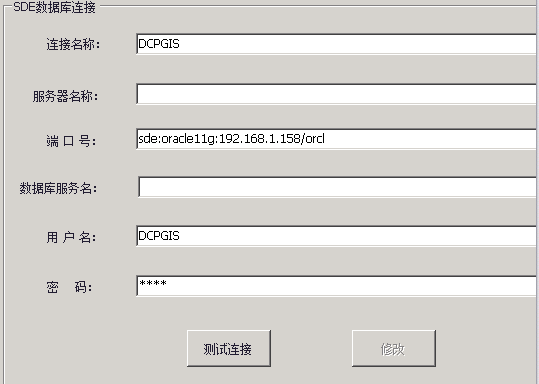 SDE数据库连接
连接名称: DCPGIS
服务器名称:
端 口 号: sde:oracle11g:192.168.1.158/orcl
数据库服务名:
用 户 名: DCPGIS
密 码: ****
测试连接 修改